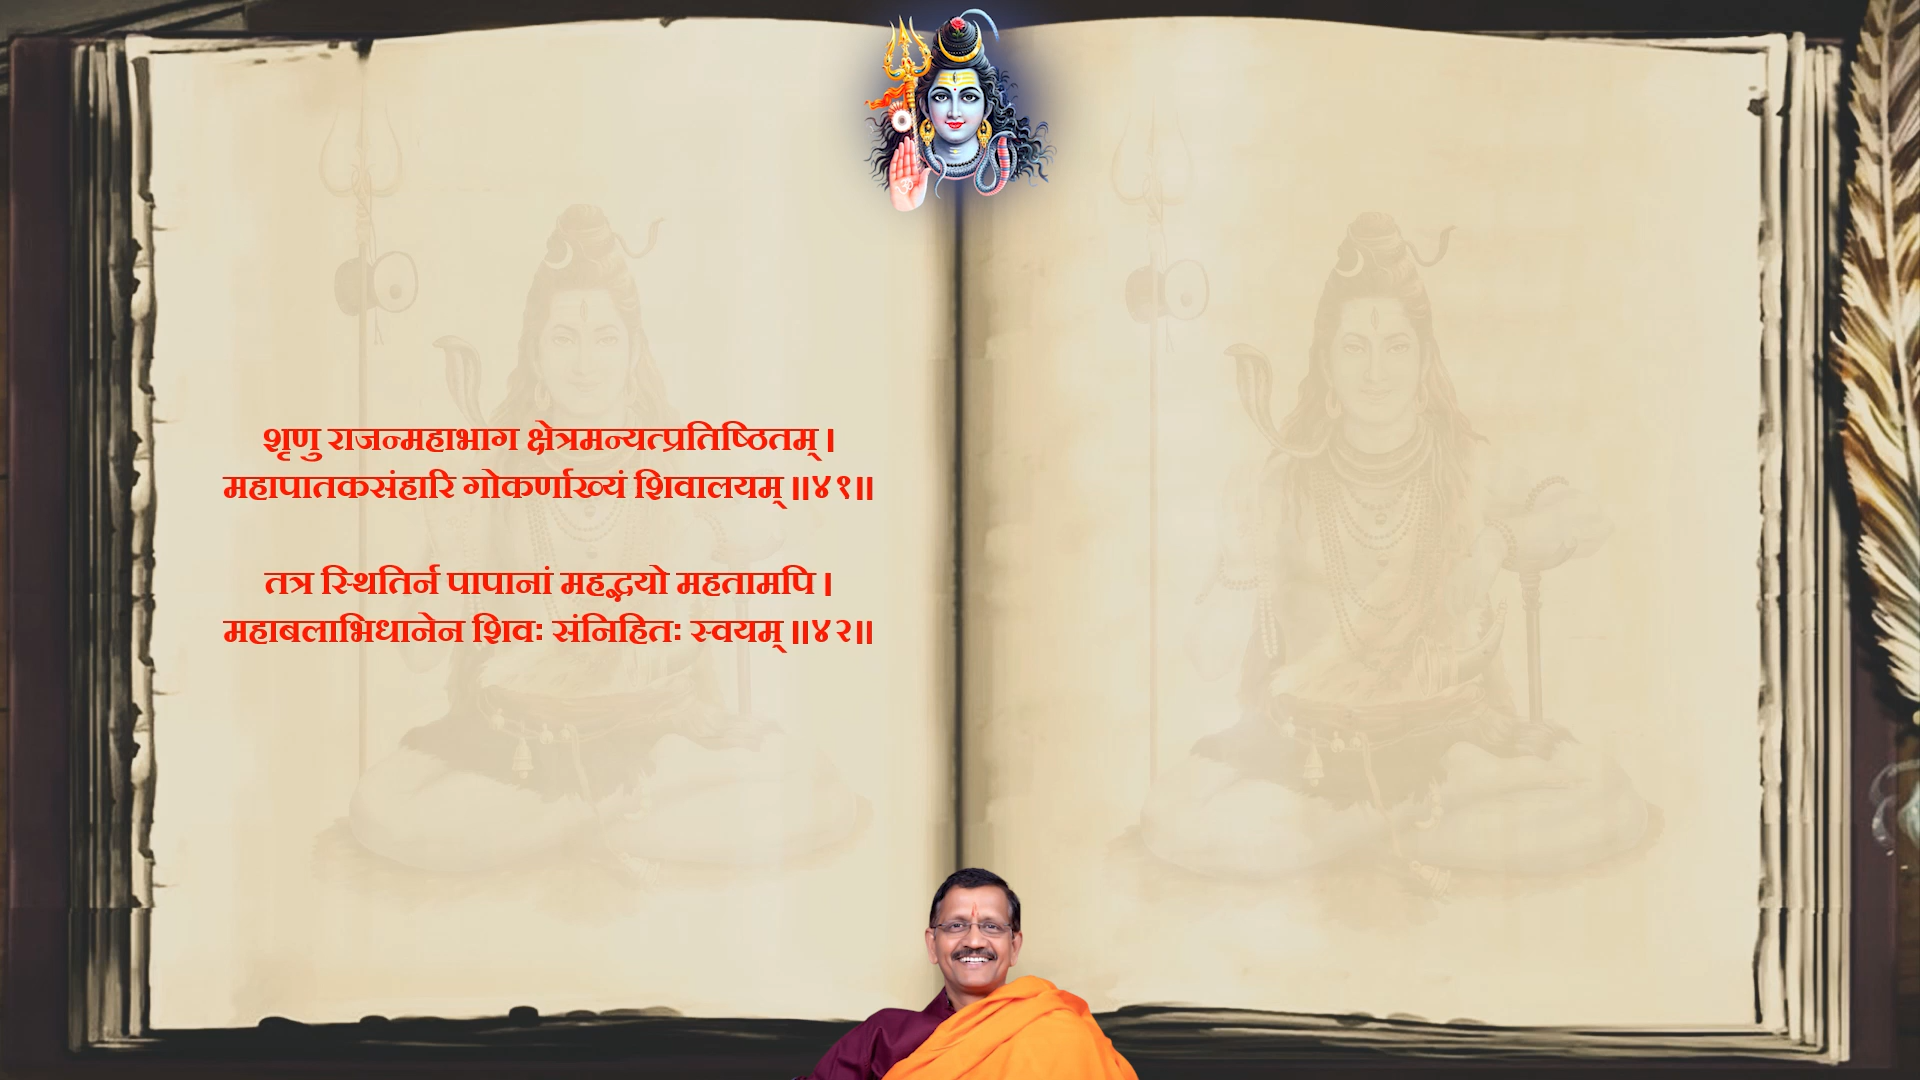 शृणु राजन्महाभाग क्षेत्रमन्यत्प्रतिष्ठितम् ।
महापातकसंहारि गोकर्णाख्यं शिवालयम् ॥४१॥
तत्र स्थितिर्न पापानां महद्भयो महतामपि ।
महाबलाभिधानेन शिवः संनिहितः स्वयम् ॥४२॥